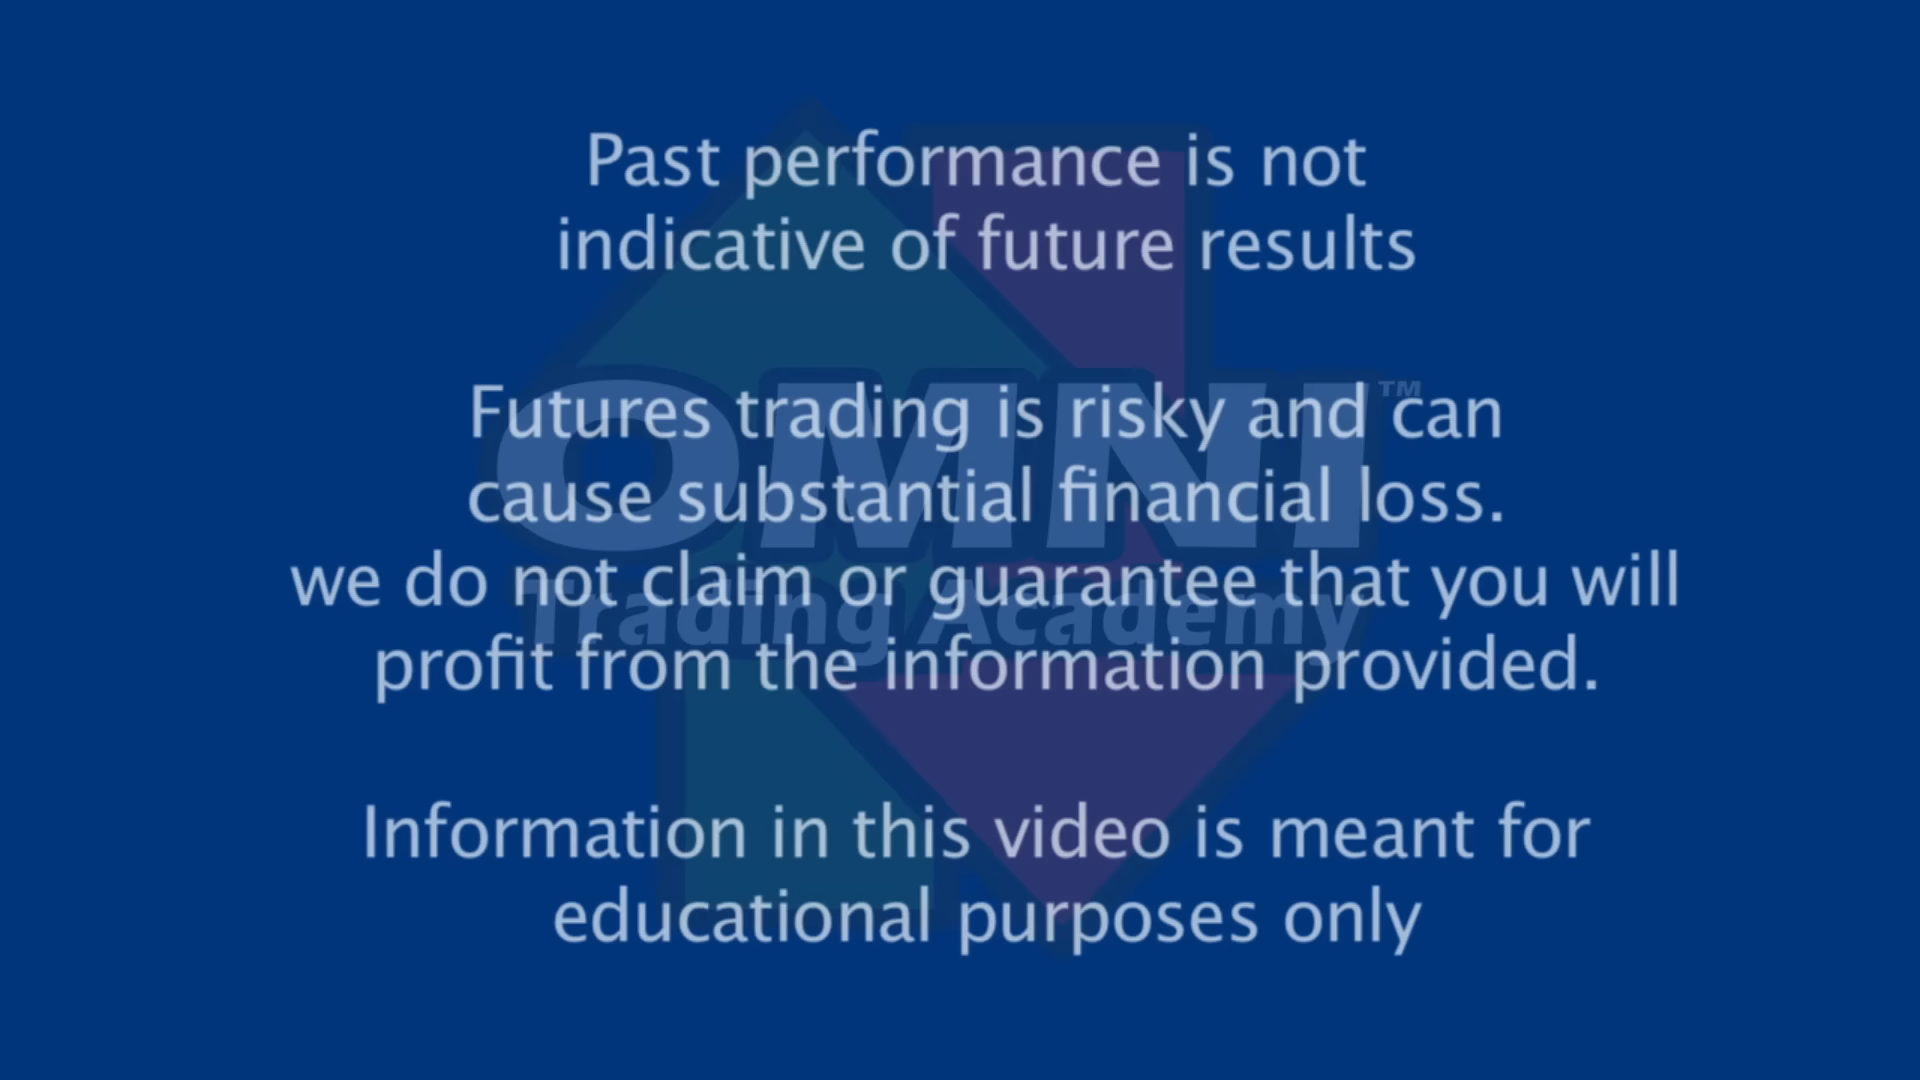 Past performance is not
indicative of future results
Futures trading is risky and can
cause substantial financial loss.
we do not claim or guarantee that you will
profit from the information provided.
Information in this video is meant for
educational purposes only
OMNI™
Trading Academy